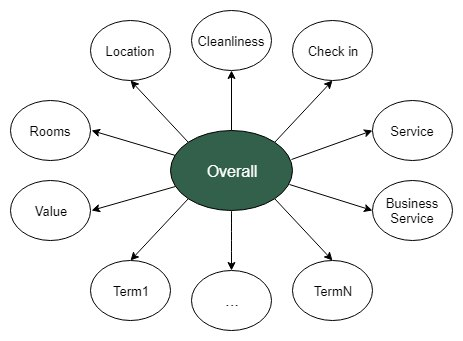 Cleanliness
Location
Check in
Rooms
Service
Overall
Value
Business
Service
Term1
...
TermN